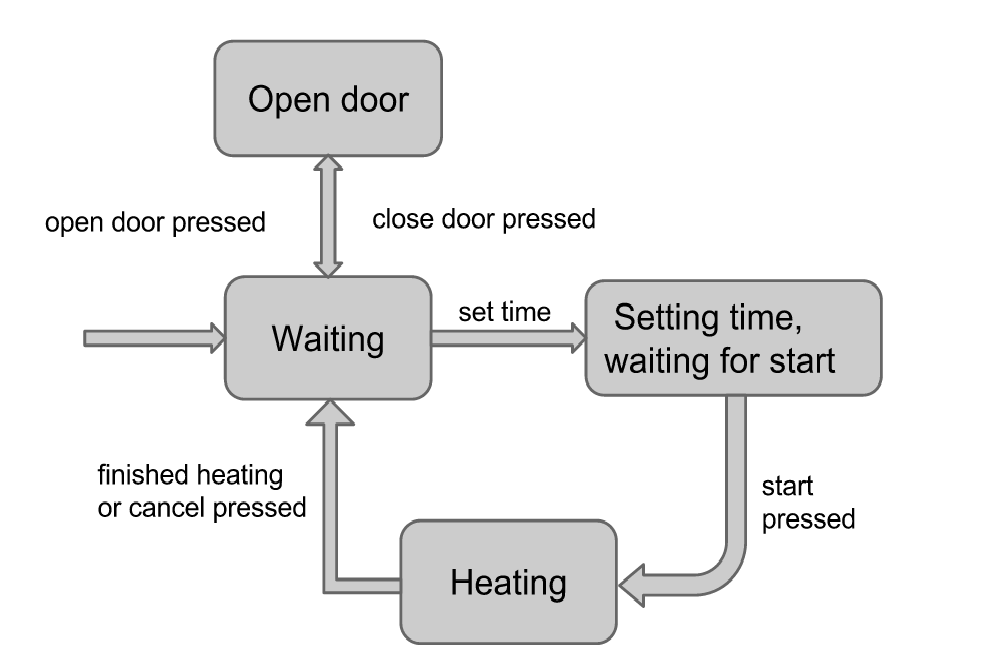 Open door
open door pressed
close door pressed
Waiting
set time
Setting time,
waiting for start
finished heating
or cancel pressed
start
pressed
Heating